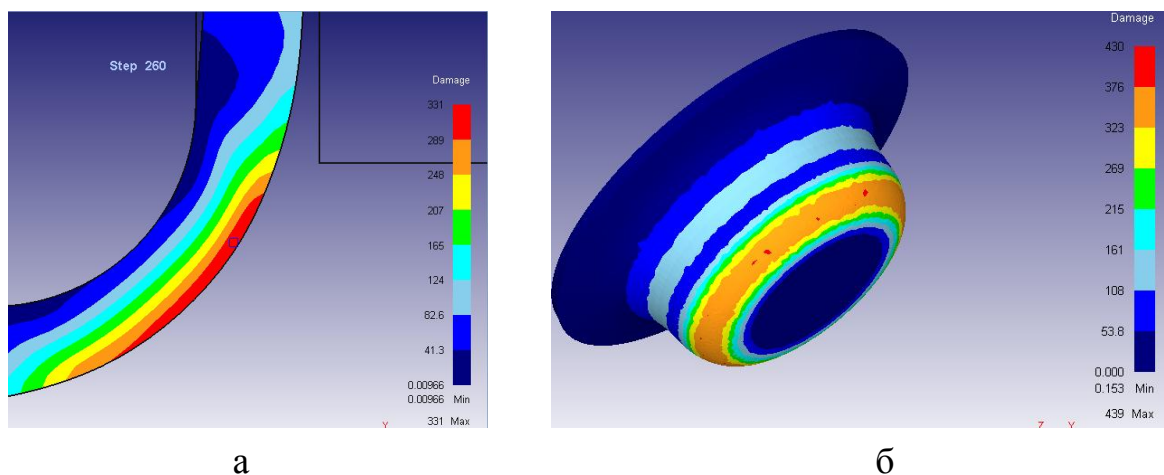 Step 260
Damage
331
289
248
207
165
124
82.6
41.3
0.00966
0.00966 Min
331 Max
Y
а
Damage
430
376
323
269
215
161
108
53.8
0.000
0.153 Min
439 Max
Z Y
б